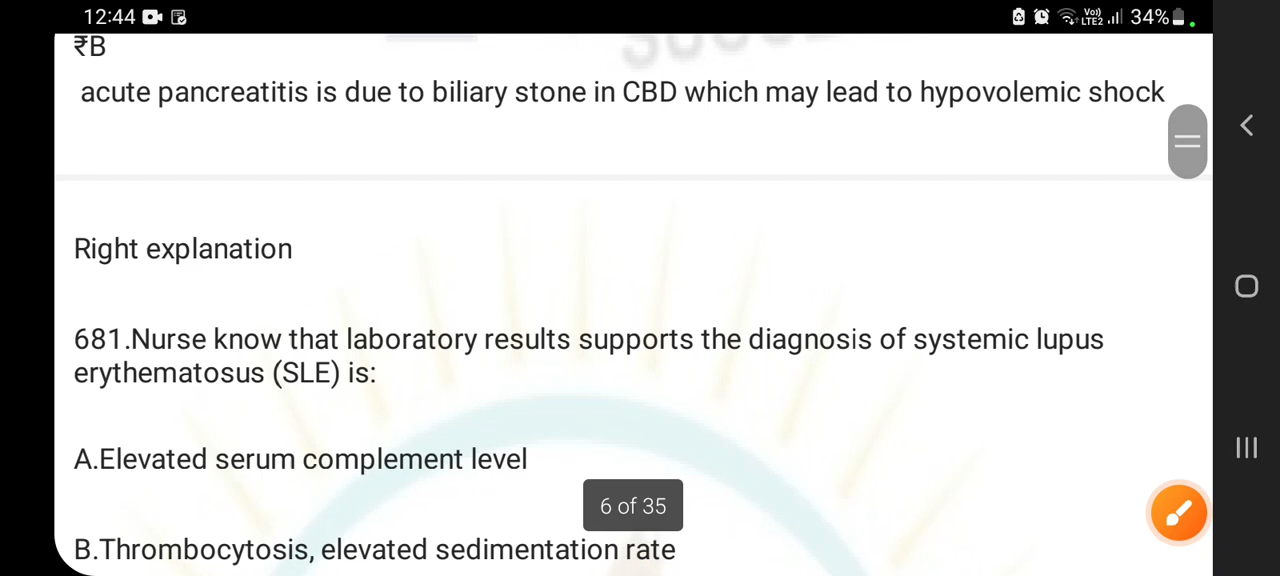 12:44 Vo)) LTE2 34%
₹B
acute pancreatitis is due to biliary stone in CBD which may lead to hypovolemic shock
Right explanation
681.Nurse know that laboratory results supports the diagnosis of systemic lupus
erythematosus (SLE) is:
A.Elevated serum complement level
6 of 35
B.Thrombocytosis, elevated sedimentation rate